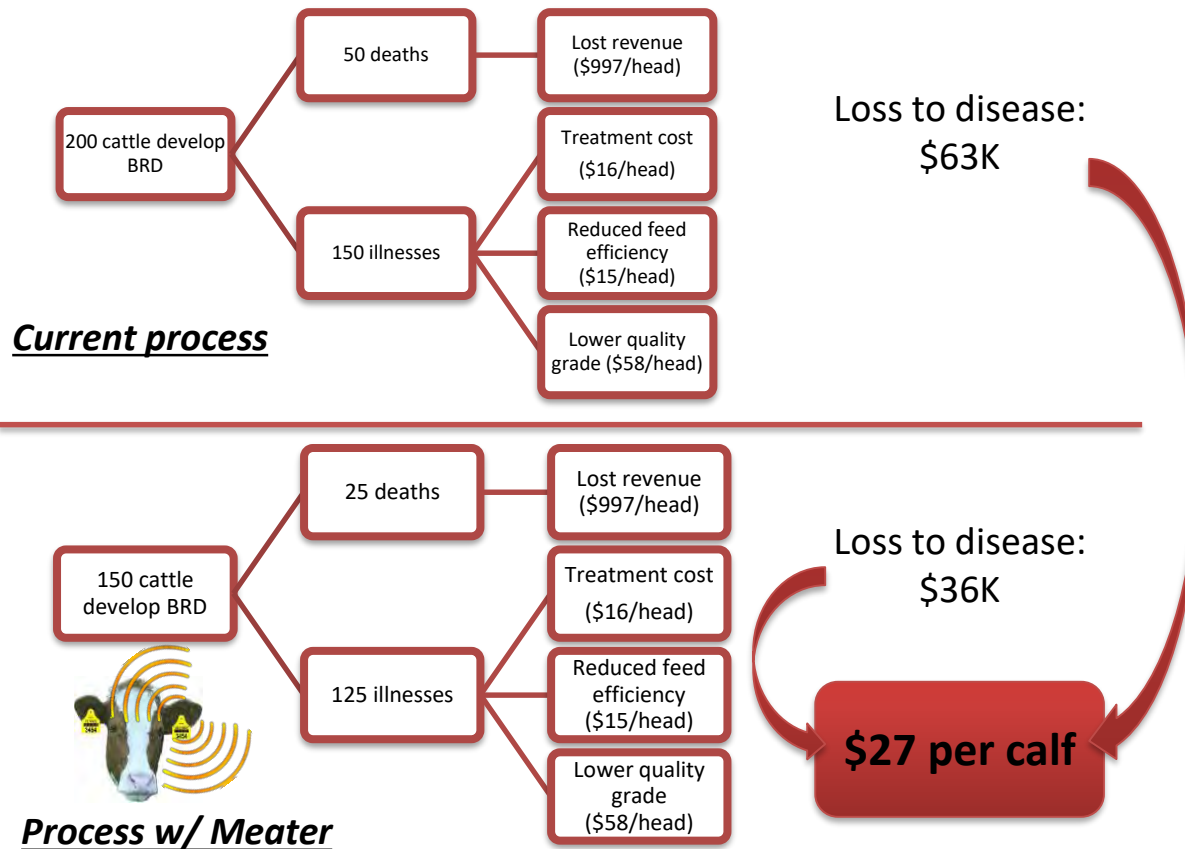 50 deaths
Lost revenue
($997/head)
200 cattle develop
BRD
Treatment cost
($16/head)
150 illnesses
Reduced feed
efficiency
($15/head)
Lower quality
grade ($58/head)
Loss to disease:
$63K
Current process
25 deaths
Lost revenue
($997/head)
150 cattle
develop BRD
Treatment cost
($16/head)
125 illnesses
Reduced feed
efficiency
($15/head)
Lower quality
grade
($58/head)
Loss to disease:
$36K
$27 per calf
Process w/ Meater